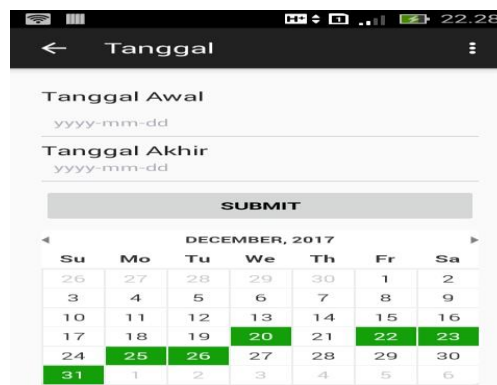 H+ 1 22.28
Tanggal
Tanggal Awal
yyyy-mm-dd
Tanggal Akhir
yyyy-mm-dd
SUBMIT
DECEMBER, 2017
Su Mo Tu We Th Fr Sa
26 27 28 29 30 1 2
3 4 5 6 7 8 9
10 11 12 13 14 15 16
17 18 19 20 21 22 23
24 25 26 27 28 29 30
31 1 2 3 4 5 6